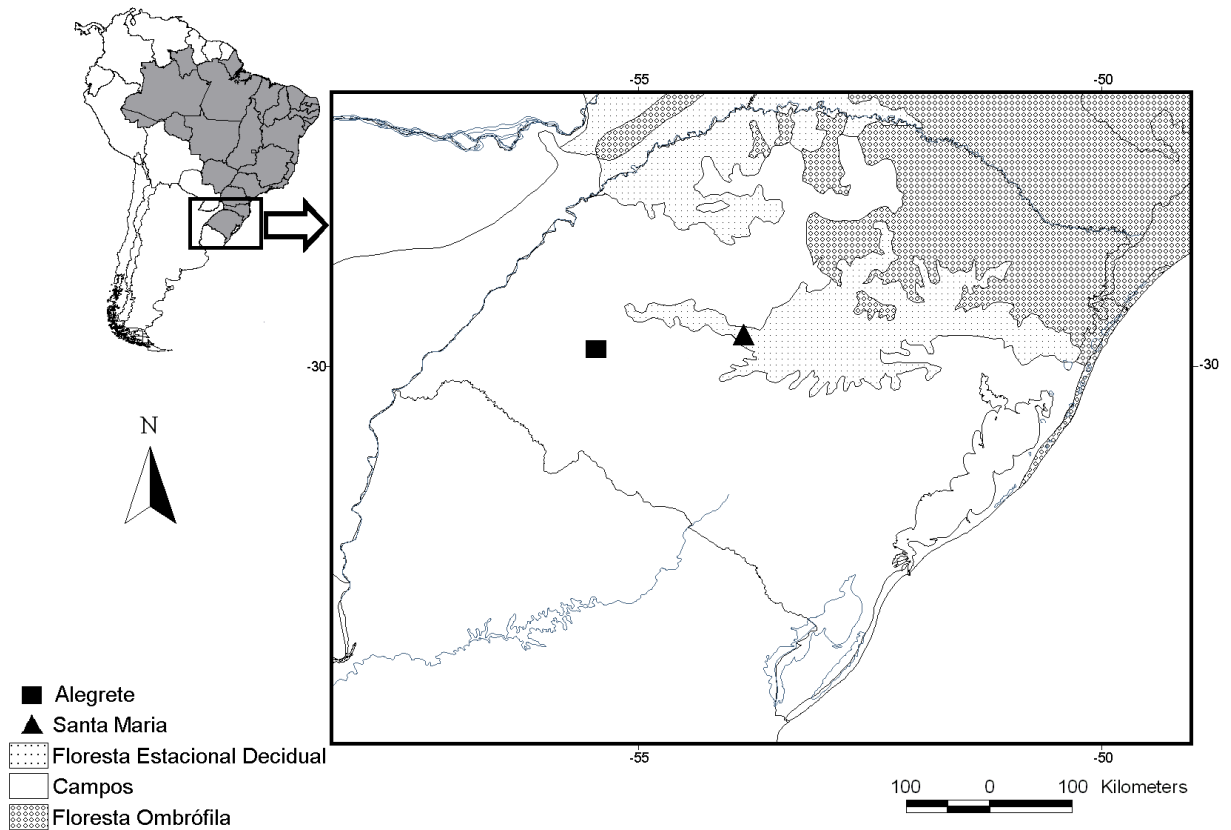 -55
-50
-30
-30
N
-55
-50
Alegrete
Santa Maria
Floresta Estacional Decidual
Campos
Floresta Ombrófila
100 0 100 Kilometers